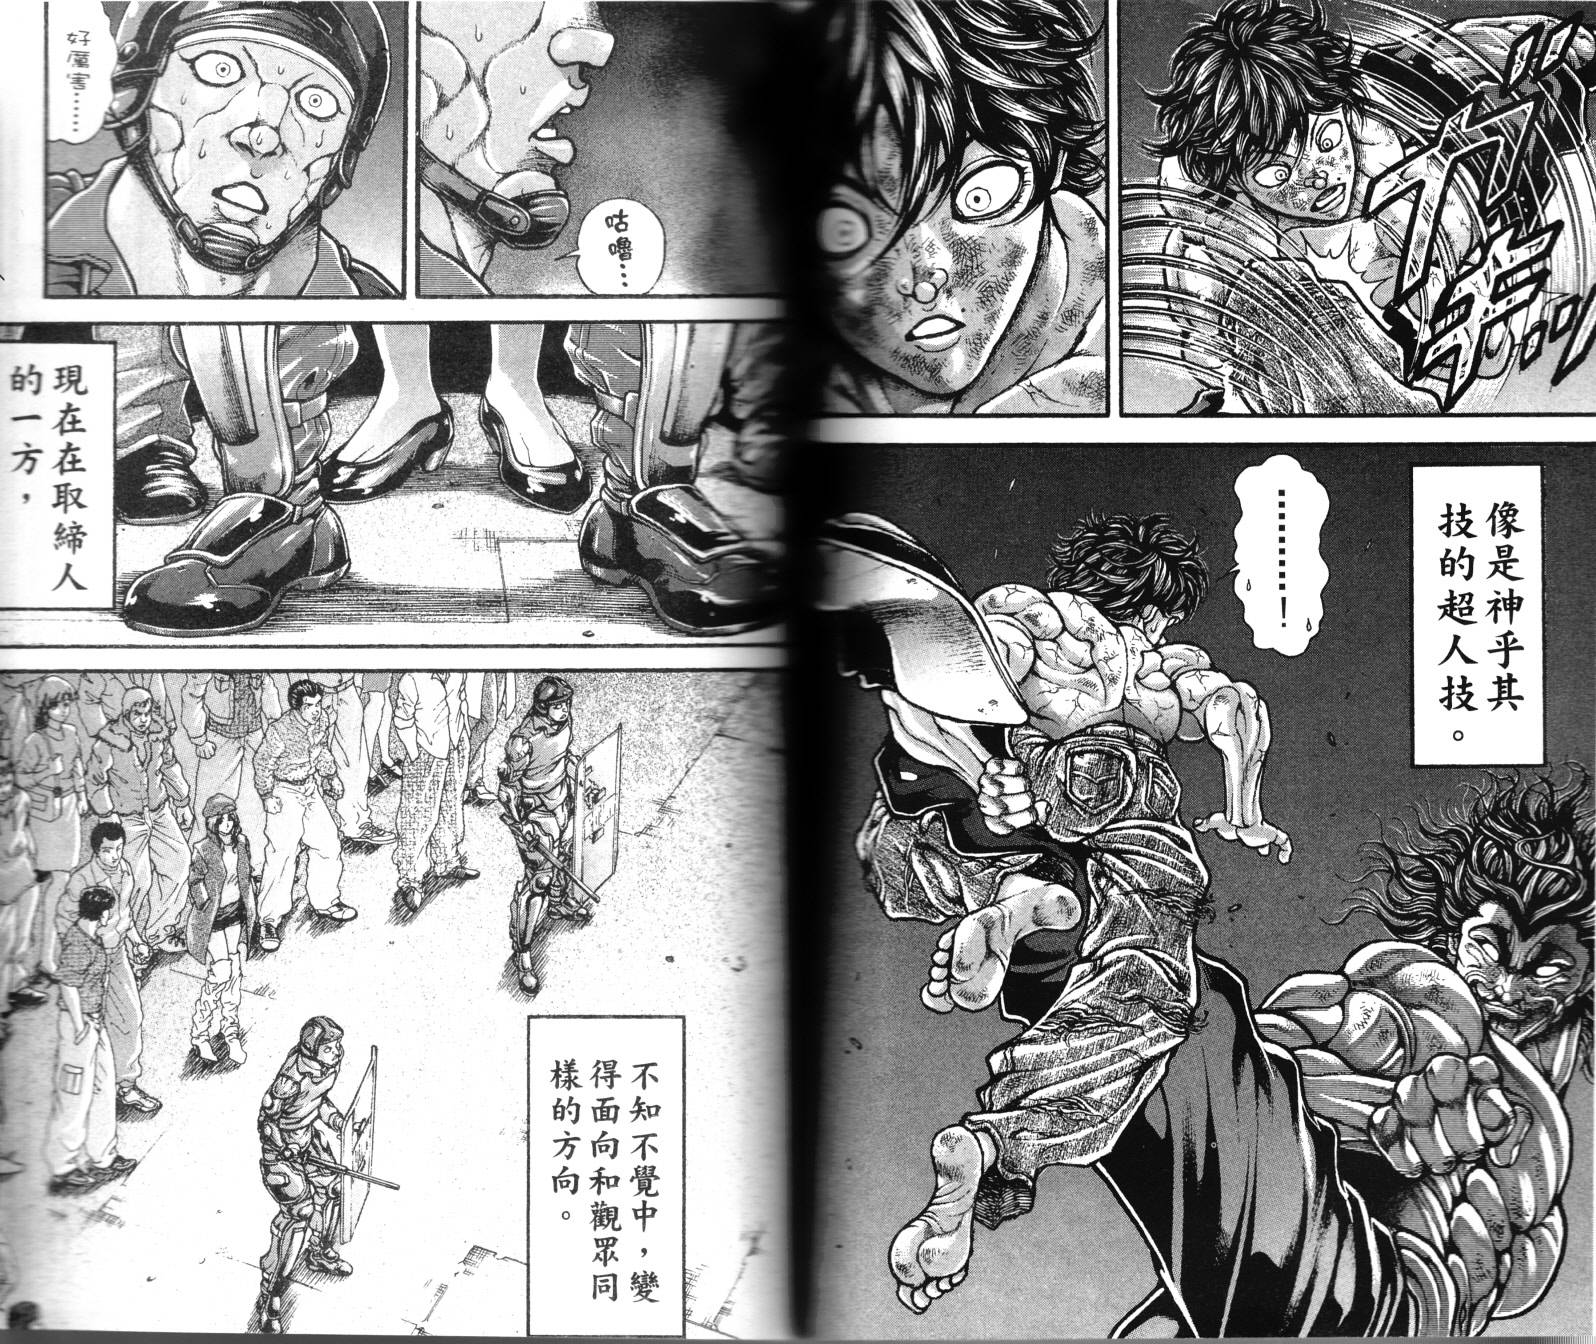 像是神乎其
技的超人技。
…………！
咕嚕…
好厲害……
現在在取締人
的一方，
不知不覺中，變
得面向和觀眾同
樣的方向。